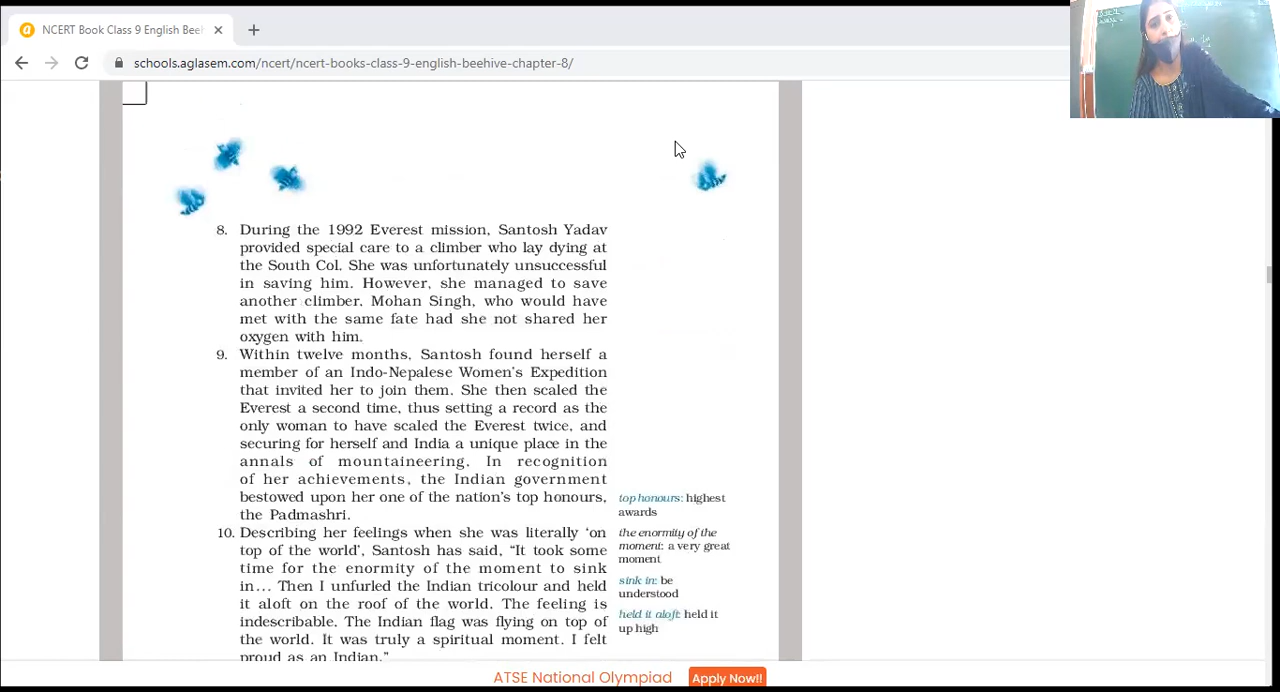 NCERT Book Class 9 English Bee
schools.aglasem.com/ncert/ncert-books-class-9-english-beehive-chapter-8/
8. During the 1992 Everest mission, Santosh Yadav
provided special care to a climber who lay dying at
the South Col. She was unfortunately unsuccessful
in saving him. However, she managed to save
another climber, Mohan Singh, who would have
met with the same fate had she not shared her
oxygen with him.
9. Within twelve months, Santosh found herself a
member of an Indo-Nepalese Women's Expedition
that invited her to join them. She then scaled the
Everest a second time, thus setting a record as the
only woman to have scaled the Everest twice, and
securing for herself and India a unique place in the
annals of mountaineering. In recognition
of her achievements, the Indian government
bestowed upon her one of the nation's top honours,
the Padmashri.
10. Describing her feelings when she was literally 'on
top of the world', Santosh has said, “It took some
time for the enormity of the moment to sink
in... Then I unfurled the Indian tricolour and held
it aloft on the roof of the world. The feeling is
indescribable. The Indian flag was flying on top of
the world. It was truly a spiritual moment. I felt
proud as an Indian.”
top honours: highest
awards
the enormity of the
moment: a very great
moment
sink in: be
understood
held it aloft: held it
up high
ATSE National Olympiad
Apply Now!!